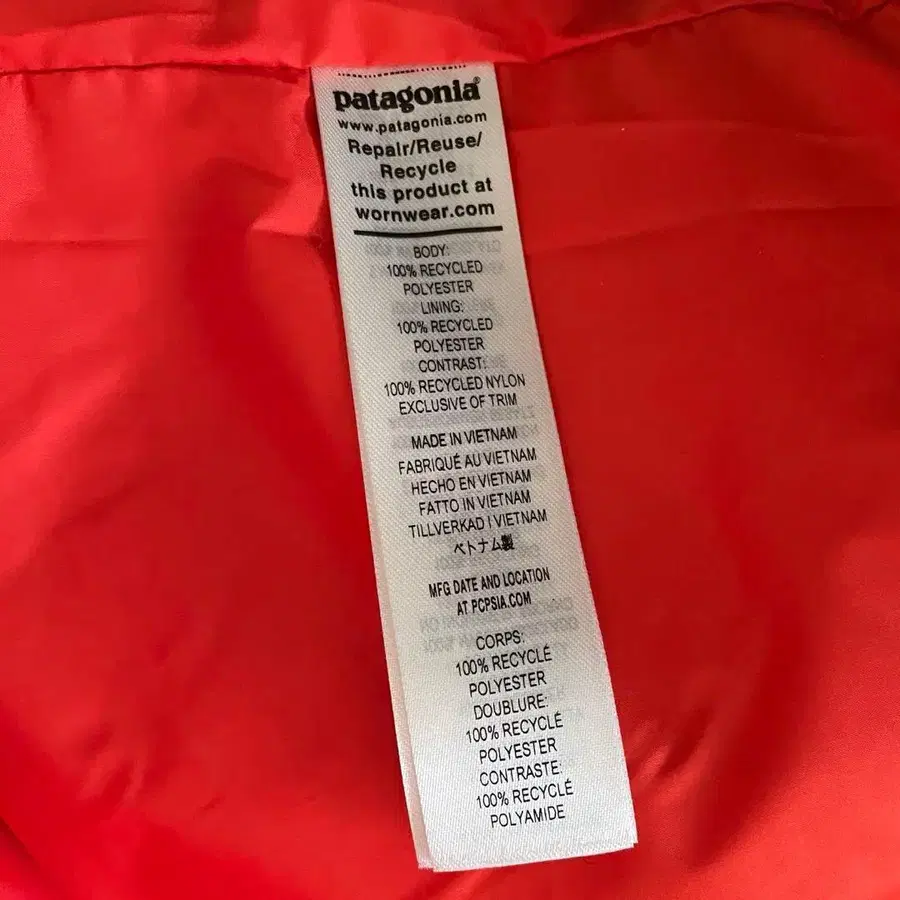 patagonia®
www.patagonia.com
Repair/Reuse/
Recycle
this product at
wornwear.com
BODY:
100% RECYCLED
POLYESTER
LINING:
100% RECYCLED
POLYESTER
CONTRAST:
100% RECYCLED NYLON
EXCLUSIVE OF TRIM
MADE IN VIETNAM
FABRIQUÉ AU VIETNAM
HECHO EN VIETNAM
FATTO IN VIETNAM
TILLVERKAD I VIETNAM
ベトナム製
MFG DATE AND LOCATION
AT PCPSIA.COM
CORPS:
100% RECYCLÉ
POLYESTER
DOUBLURE:
100% RECYCLÉ
POLYESTER
CONTRASTE:
100% RECYCLÉ
POLYAMIDE